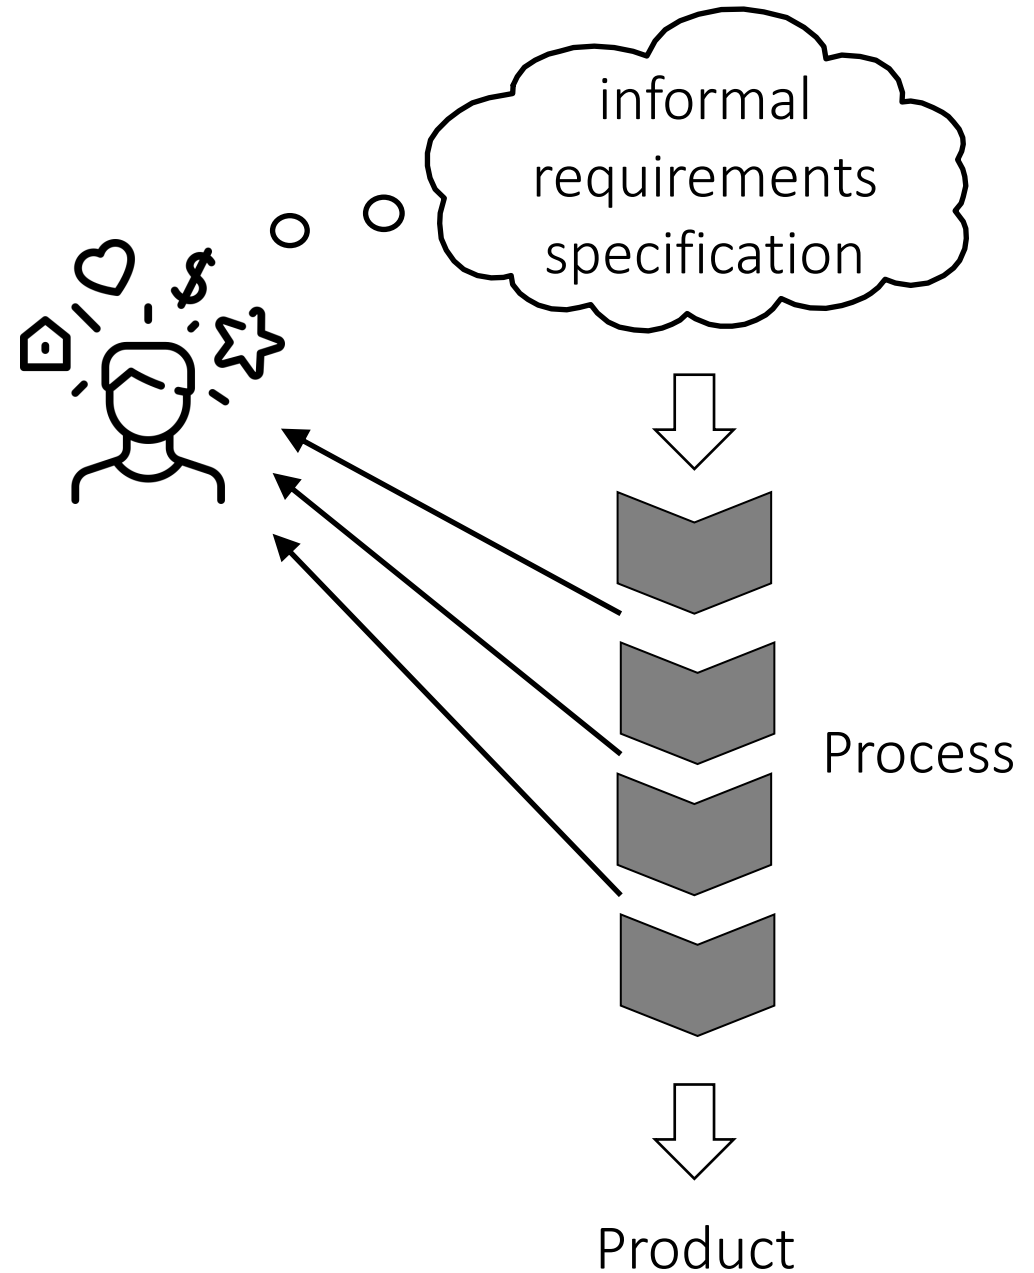 informal
requirements
specification
Process
Product